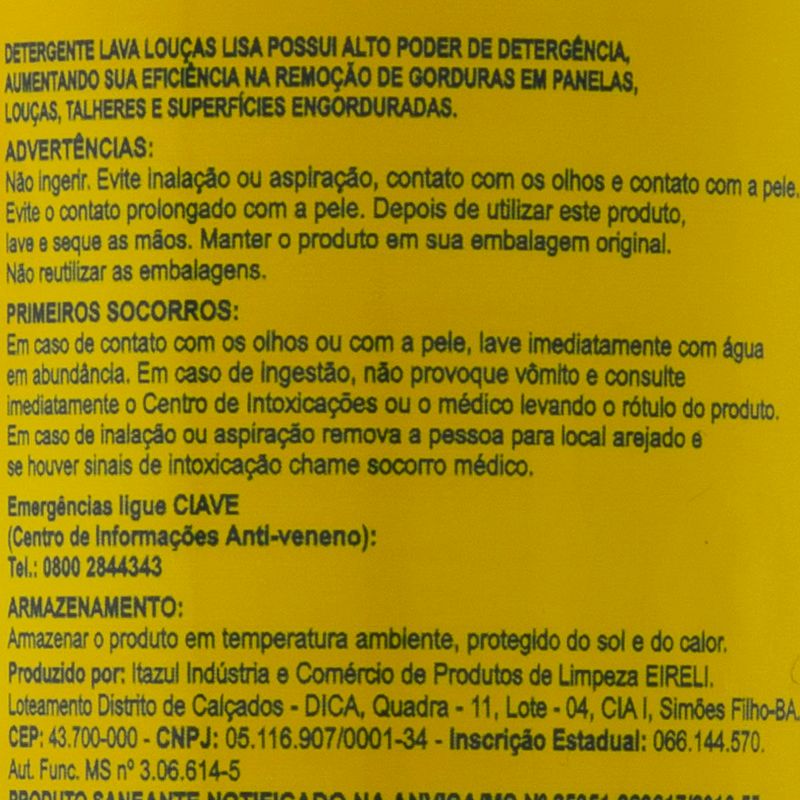 DETERGENTE LAVA LOUÇAS LISA POSSUI ALTO PODER DE DETERGÊNCIA,
AUMENTANDO SUA EFICIÊNCIA NA REMOÇÃO DE GORDURAS EM PANELAS,
LOUÇAS, TALHERES E SUPERFÍCIES ENGORDURADAS.
ADVERTÊNCIAS:
Não ingerir. Evite inalação ou aspiração, contato com os olhos e contato com a pele.
Evite o contato prolongado com a pele. Depois de utilizar este produto,
lave e seque as mãos. Manter o produto em sua embalagem original.
Não reutilizar as embalagens.
PRIMEIROS SOCORROS:
Em caso de contato com os olhos ou com a pele, lave imediatamente com água
em abundância. Em caso de ingestão, não provoque vômito e consulte
imediatamente o Centro de Intoxicações ou o médico levando o rótulo do produto.
Em caso de inalação ou aspiração remova a pessoa para local arejado e
se houver sinais de intoxicação chame socorro médico.
Emergências ligue CIAVE
(Centro de Informações Anti-veneno):
Tel.: 0800 2844343
ARMAZENAMENTO:
Armazenar o produto em temperatura ambiente, protegido do sol e do calor.
Produzido por: Itazul Indústria e Comércio de Produtos de Limpeza EIRELI.
Loteamento Distrito de Calçados - DICA, Quadra - 11, Lote - 04, CIA I, Simões Filho-BA.
CEP: 43.700-000 - CNPJ: 05.116.907/0001-34 - Inscrição Estadual: 066.144.570.
Aut. Func. MS nº 3.06.614-5
PRODUTO SANEANTE NOTIFICADO NA ANVISA/MS Nº